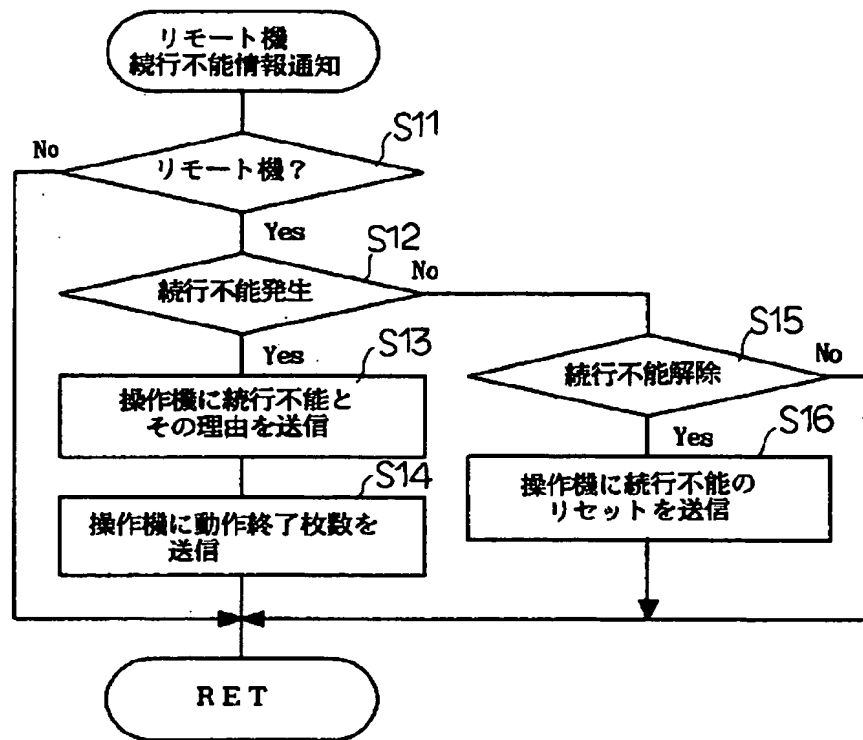 リモート機
続行不能情報通知
S11
No
リモート機?
Yes
S12
No
続行不能発生
Yes
S13
操作機に続行不能と
その理由を送信
S14
操作機に動作終了枚数を
送信
S15
No
続行不能解除
Yes
S16
操作機に続行不能の
リセットを送信
RET